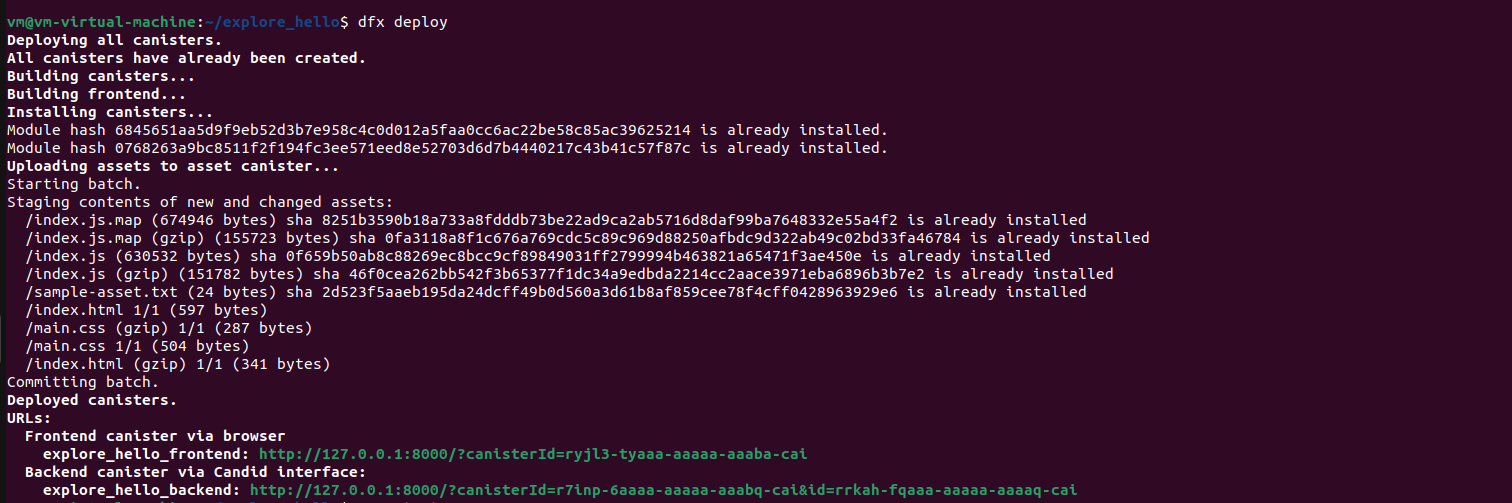 vm@vm-virtual-machine:~/explore_hello$ dfx deploy
Deploying all canisters.
All canisters have already been created.
Building canisters...
Building frontend...
Installing canisters...
Module hash 6845651aa5d9f9eb52d3b7e958c4c0d012a5faa0cc6ac22be58c85ac39625214 is already installed.
Module hash 0768263a9bc8511f2f194fc3ee571eed8e52703d6d7b4440217c43b41c57f87c is already installed.
Uploading assets to asset canister...
Starting batch.
Staging contents of new and changed assets:
/index.js.map (674946 bytes) sha 8251b3590b18a733a8fdddb73be22ad9ca2ab5716d8daf99ba7648332e55a4f2 is already installed
/index.js.map (gzip) (155723 bytes) sha 0fa3118a8f1c676a769cdc5c89c969d88250afbdc9d322ab49c02bd33fa46784 is already installed
/index.js (630532 bytes) sha 0f659b50ab8c88269ec8bcc9cf89849031ff2799994b463821a65471f3ae450e is already installed
/index.js (gzip) (151782 bytes) sha 46f0cea262bb542f3b65377f1dc34a9edbda2214cc2aace3971eba6896b3b7e2 is already installed
/sample-asset.txt (24 bytes) sha 2d523f5aaeb195da24dcff49b0d560a3d61b8af859cee78f4cff0428963929e6 is already installed
/index.html 1/1 (597 bytes)
/main.css (gzip) 1/1 (287 bytes)
/main.css 1/1 (504 bytes)
/index.html (gzip) 1/1 (341 bytes)
Committing batch.
Deployed canisters.
URLs:
Frontend canister via browser
explore_hello_frontend: http://127.0.0.1:8000/?canisterId=ryjl3-tyaaa-aaaaa-aaaba-cai
Backend canister via Candid interface:
explore_hello_backend: http://127.0.0.1:8000/?canisterId=r7inp-6aaaa-aaaaa-aaabq-cai&id=rrkah-fqaaa-aaaaa-aaaaq-cai